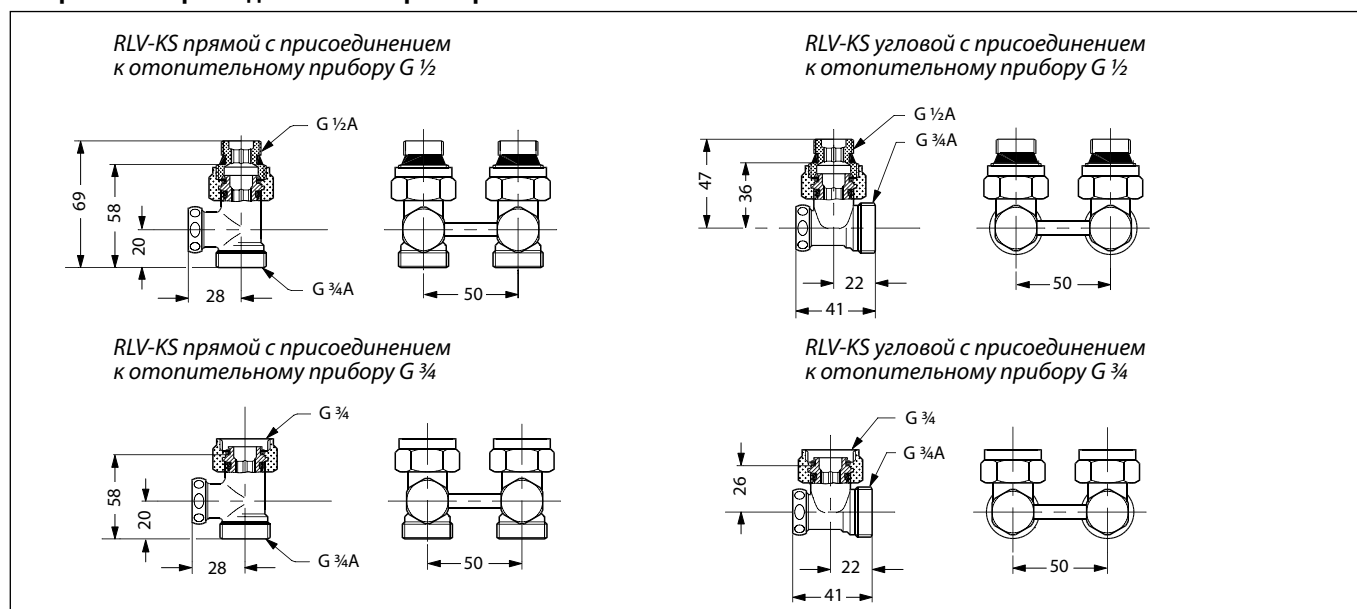 RLV-KS прямой с присоединением
к отопительному прибору G ½
G ½A
69
58
20
28
G ¾A
50
RLV-KS угловой с присоединением
к отопительному прибору G ½
G ½A
G ¾A
47
36
22
41
50
RLV-KS прямой с присоединением
к отопительному прибору G ¾
G ¾
58
20
28
G ¾A
50
RLV-KS угловой с присоединением
к отопительному прибору G ¾
G ¾
G ¾A
26
22
41
50